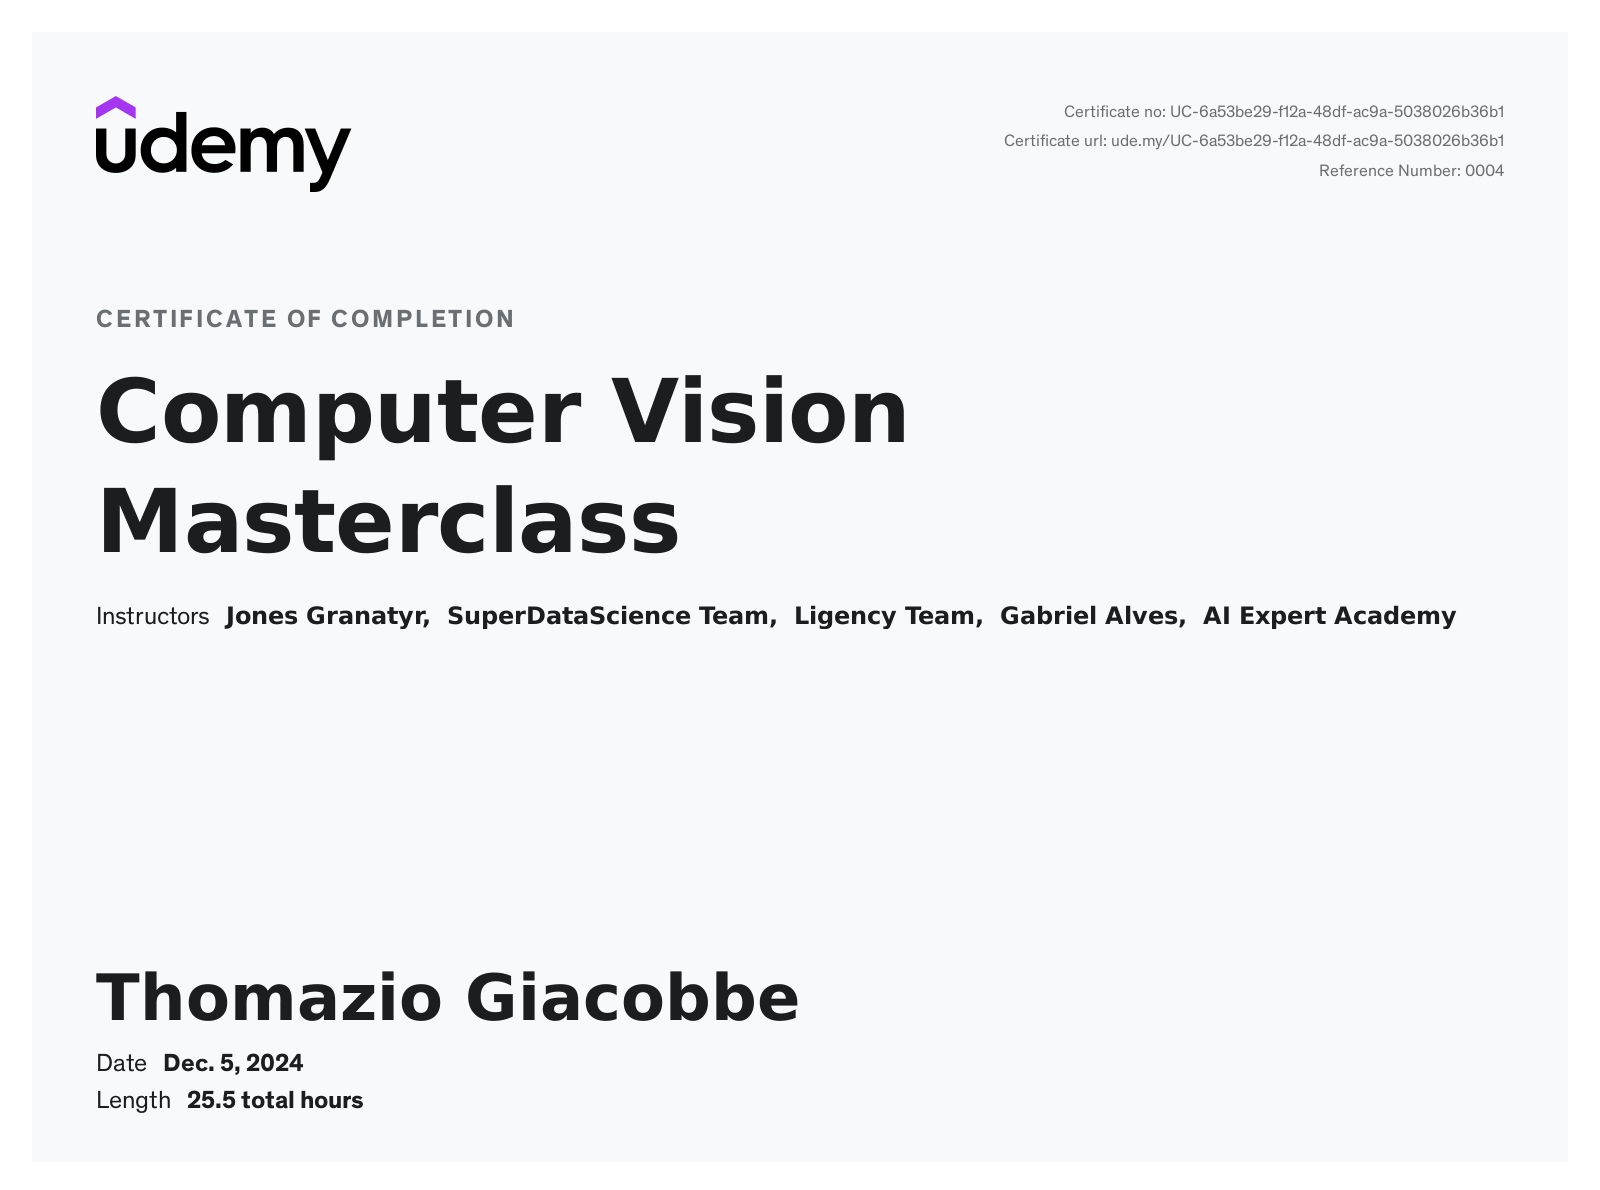 udemy
Certificate no: UC-6a53be29-f12a-48df-ac9a-5038026b36b1
Certificate url: ude.my/UC-6a53be29-f12a-48df-ac9a-5038026b36b1
Reference Number: 0004
CERTIFICATE OF COMPLETION
Computer Vision
Masterclass
Instructors Jones Granatyr, SuperDataScience Team, Ligency Team, Gabriel Alves, AI Expert Academy
Thomazio Giacobbe
Date Dec. 5, 2024
Length 25.5 total hours